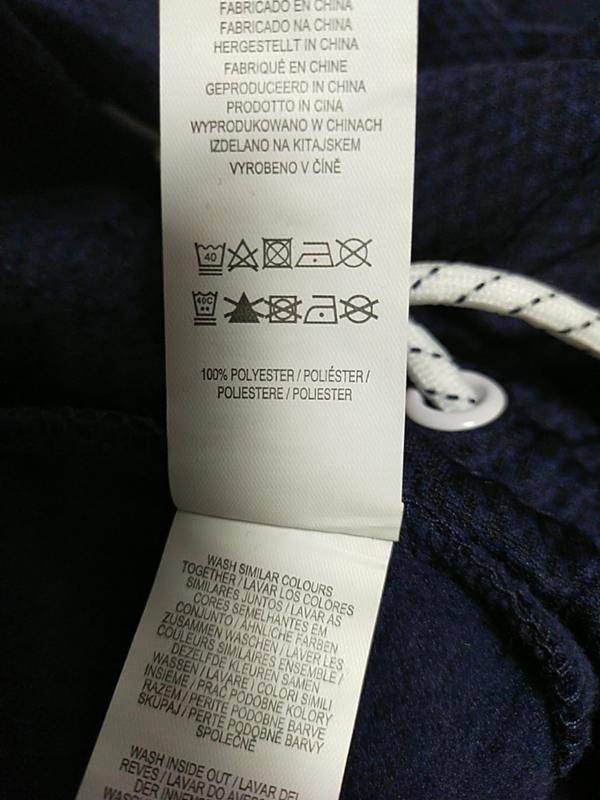 FABRICADO EN CHINA
FABRICADO NA CHINA
HERGESTELLT IN CHINA
FABRIQUÉ EN CHINE
GEPRODUCEERD IN CHINA
PRODOTTO IN CINA
WYPRODUKOWANO W CHINACH
IZDELANO NA KITAJSKEM
VYROBENO V ČÍNĚ
40
40C
100% POLYESTER / POLIÉSTER /
POLIESTERE / POLIESTER
WASH SIMILAR COLOURS
TOGETHER / LAVAR LOS COLORES
SIMILARES JUNTOS / LAVAR AS
CORES SEMELHANTES EM
CONJUNTO / ÄHNLICHE FARBEN
ZUSAMMEN WASCHEN / LAVER LES
COULEURS SIMILAIRES ENSEMBLE /
DEZELFDE KLEUREN SAMEN
WASSEN / LAVARE I COLORI SIMILI
INSIEME / PRAĆ PODOBNE KOLORY
RAZEM / PERITE PODOBNE BARVE
SKUPAJ / PERTE PODOBNÉ BARVY
SPOLEČNĚ
WASH INSIDE OUT / LAVAR DEL
REVÉS / LAVAR DO AVESSO
DER INNEN